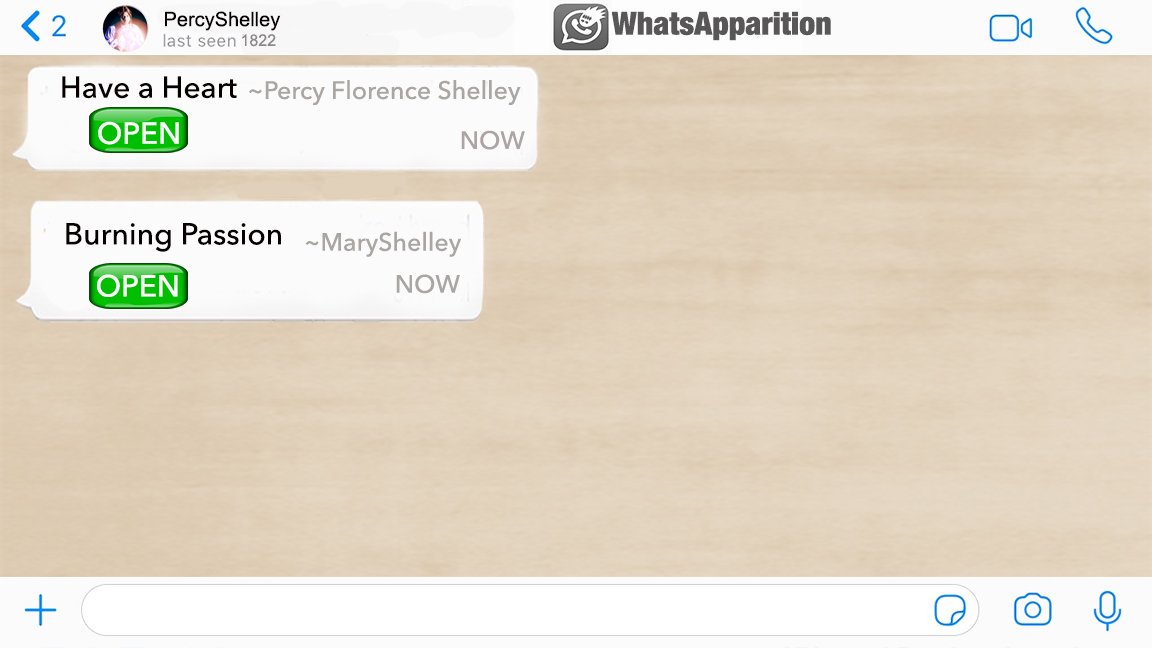 2
PercyShelley
last seen 1822
WhatsApparition
Have a Heart ~Percy Florence Shelley
OPEN
NOW
Burning Passion ~MaryShelley
OPEN
NOW